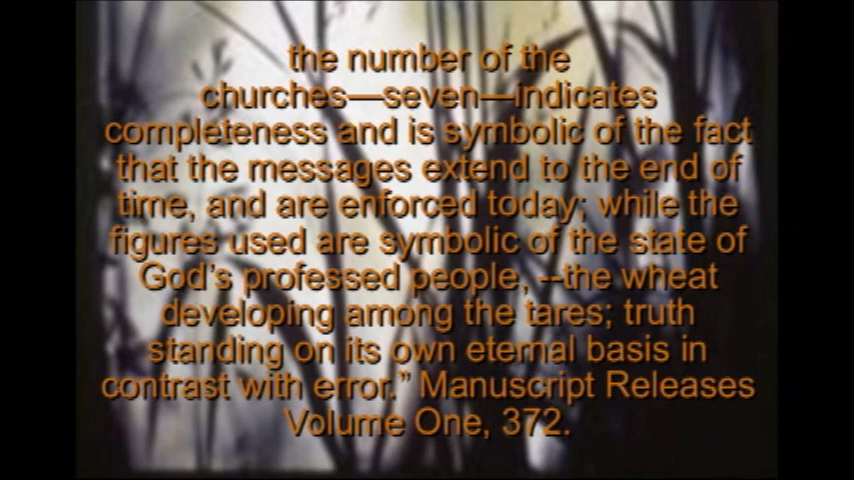 the number of the
churches—seven—indicates
completeness and is symbolic of the fact
that the messages extend to the end of
time, and are enforced today; while the
figures used are symbolic of the state of
God's professed people, --the wheat
developing among the tares; truth
standing on its own eternal basis in
contrast with error.” Manuscript Releases
Volume One, 372.